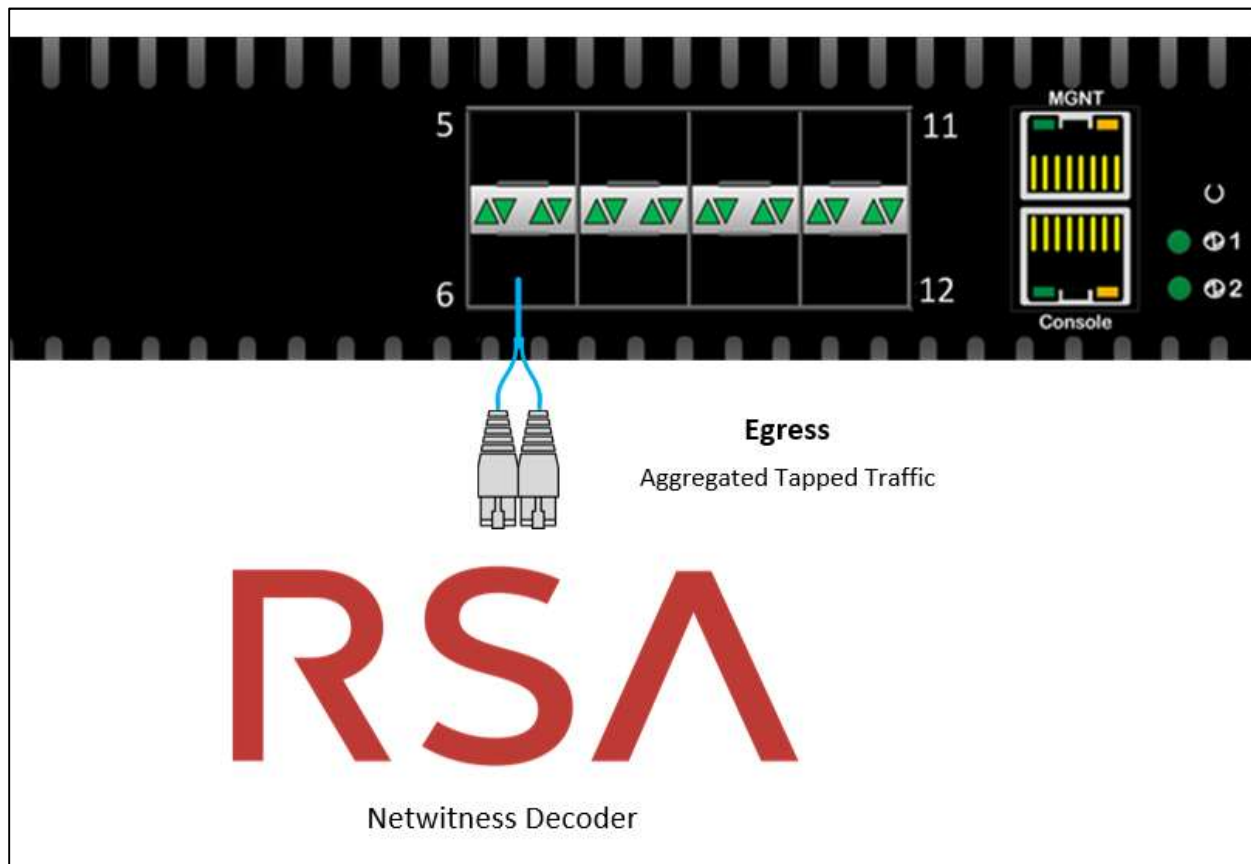 MGNT
5
11
1
2
6
12
Console
Egress
Aggregated Tapped Traffic
RSA
Netwitness Decoder